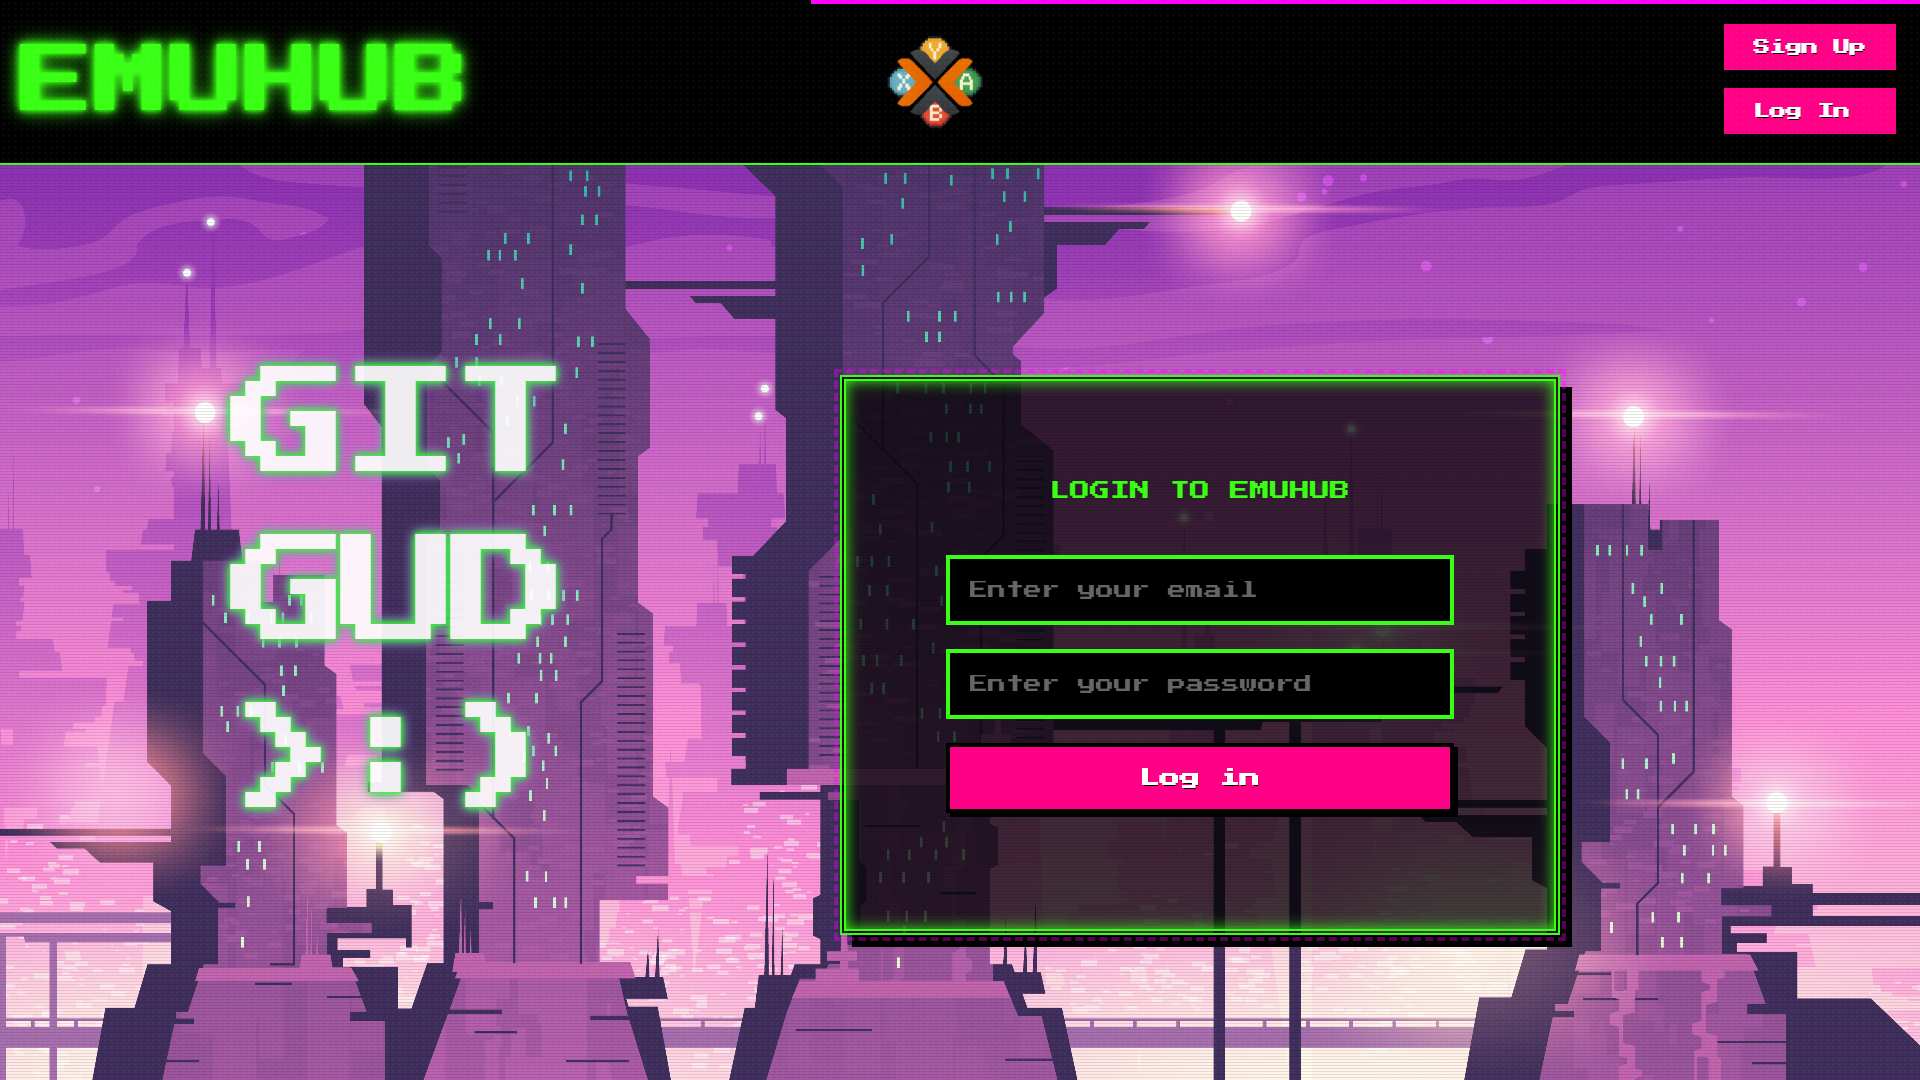 EMUHUB
Y
X A
B
Sign Up
Log In
GIT
GUD
>:)
LOGIN TO EMUHUB
Enter your email
Enter your password
Log in